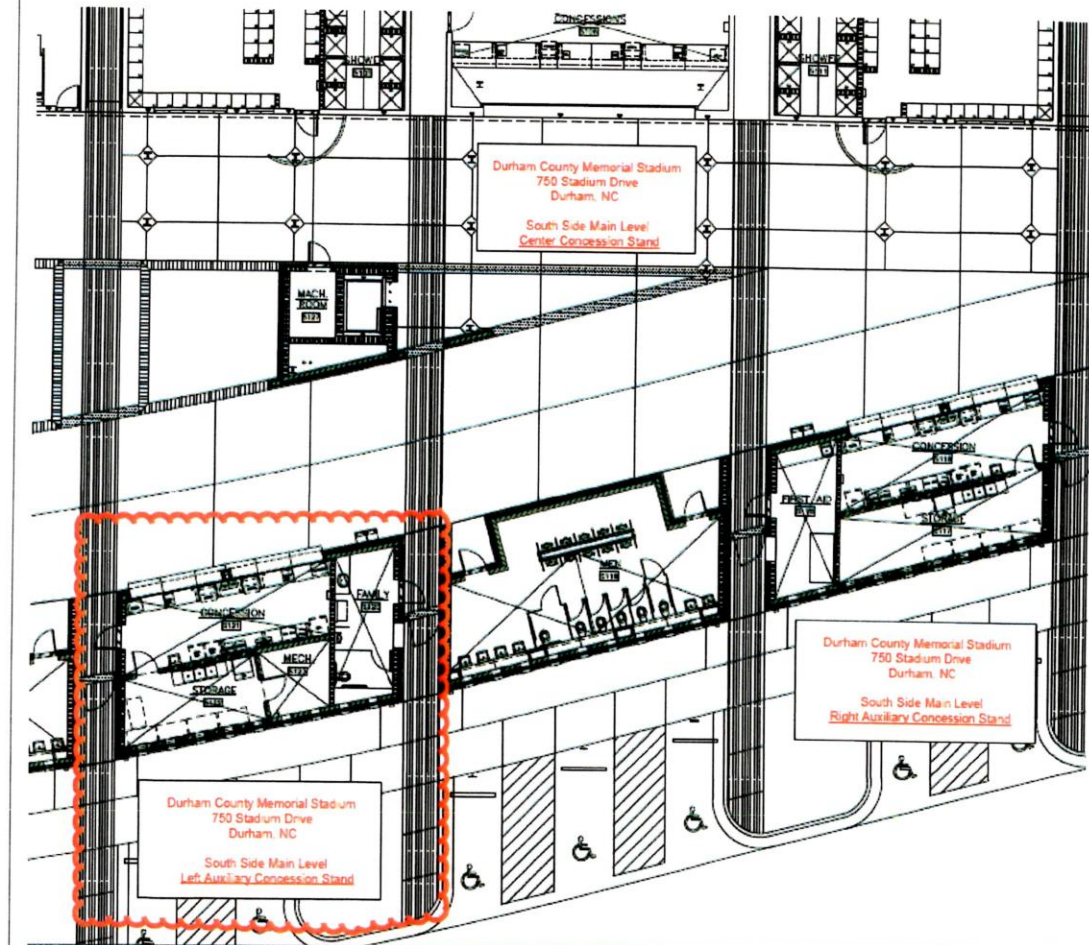 CONCESSIONS
SHOWER
SHOWER
Durham County Memorial Stadium
750 Stadium Drive
Durham, NC
South Side Main Level
Center Concession Stand
MACH.
ROOM
CONCESSION
FIRST AID
STORAGE
MEN
CONCESSION
FAMILY
MECH.
STORAGE
Durham County Memorial Stadium
750 Stadium Drive
Durham, NC
South Side Main Level
Right Auxiliary Concession Stand
Durham County Memorial Stadium
750 Stadium Drive
Durham, NC
South Side Main Level
Left Auxiliary Concession Stand